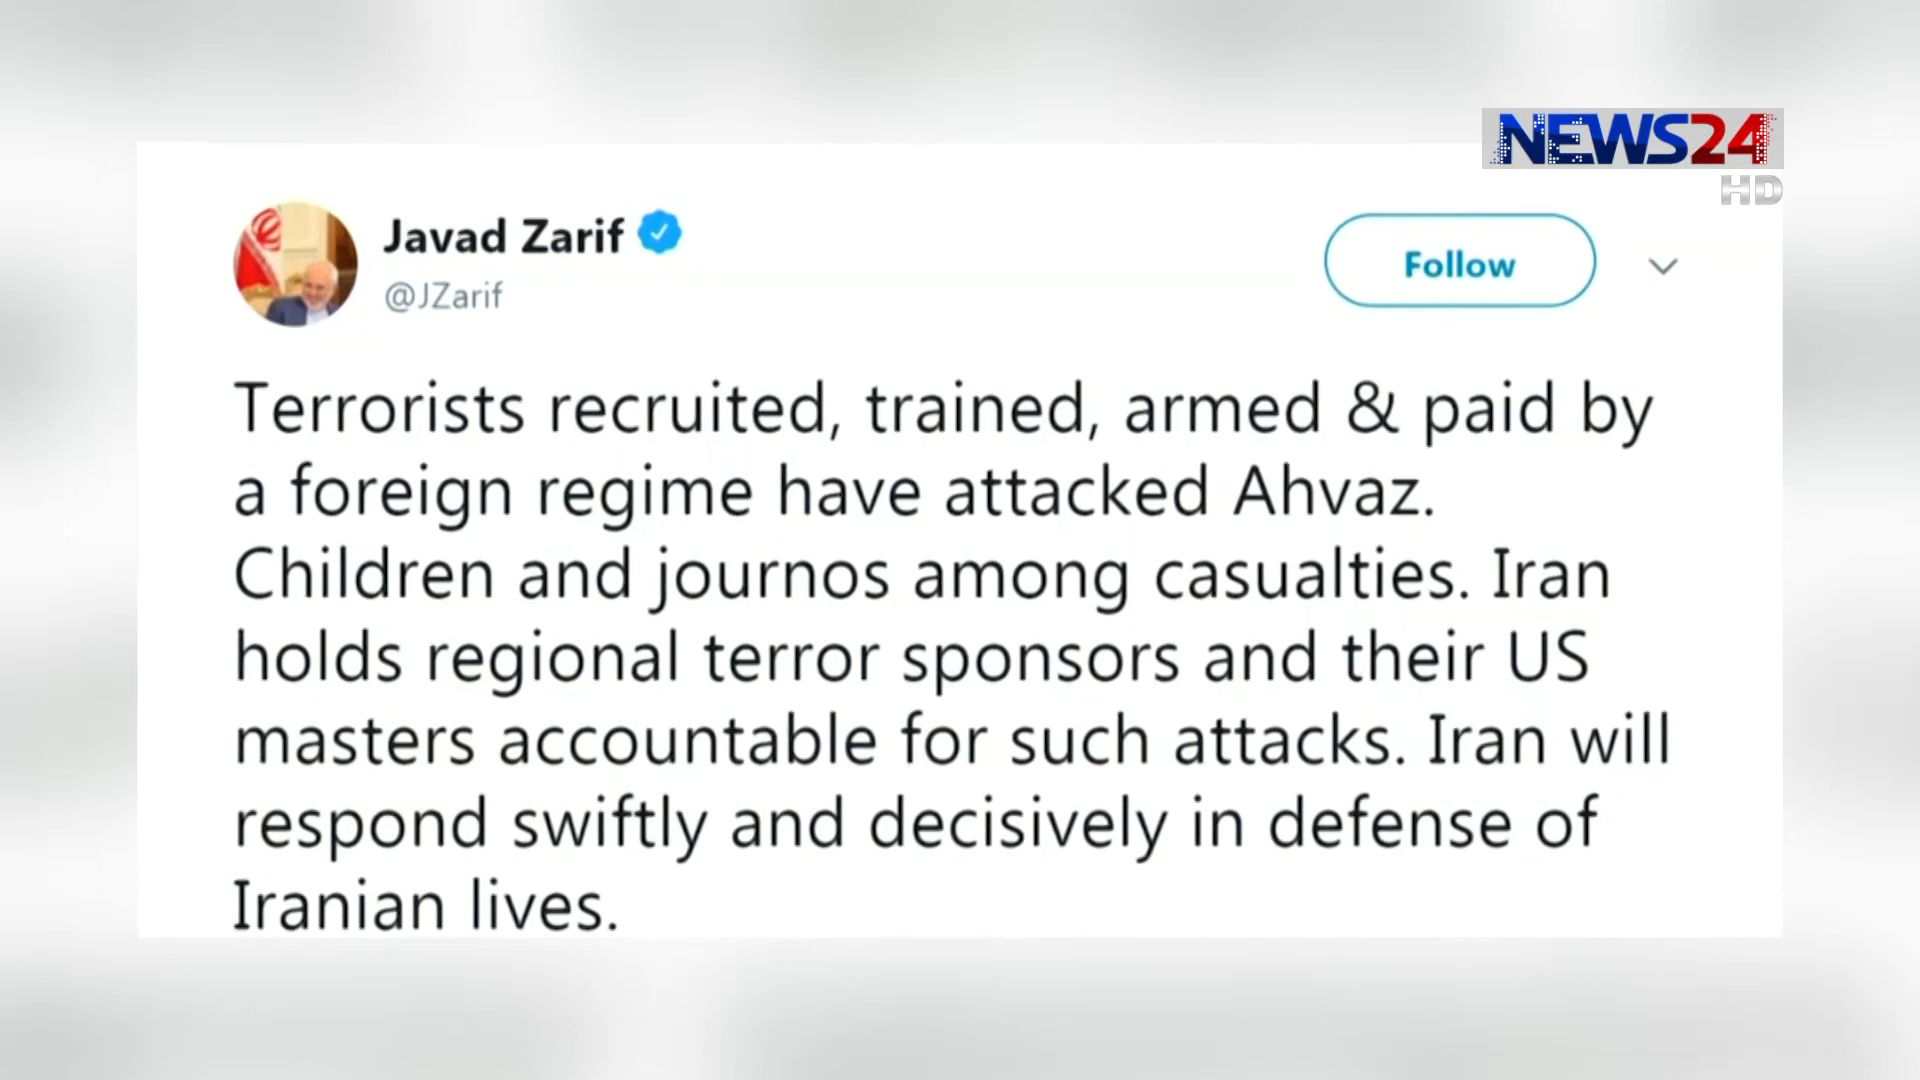 NEWS24
HD
Javad Zarif
@JZarif
Follow
Terrorists recruited, trained, armed & paid by
a foreign regime have attacked Ahvaz.
Children and journos among casualties. Iran
holds regional terror sponsors and their US
masters accountable for such attacks. Iran will
respond swiftly and decisively in defense of
Iranian lives.